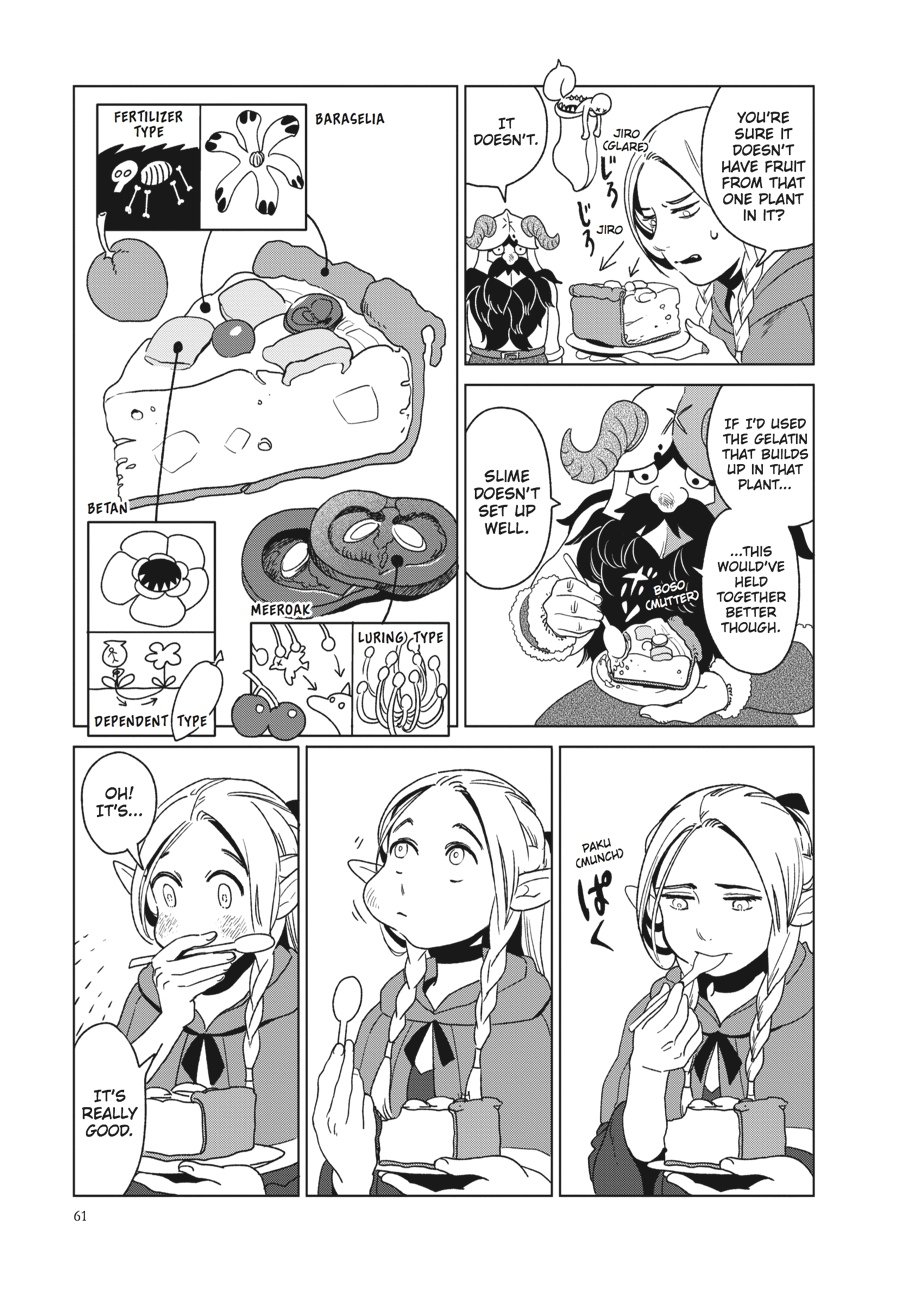 YOU'RE
SURE IT
DOESN'T
HAVE FRUIT
FROM THAT
ONE PLANT
IN IT?
JIRO
(GLARE)
じろ
じろ
JIRO
IT
DOESN'T.
FERTILIZER
TYPE
BARASELIA
BETAN
DEPENDENT TYPE
MEEROAK
LURING TYPE
IF I'D USED
THE GELATIN
THAT BUILDS
UP IN THAT
PLANT...
...THIS
WOULD'VE
HELD
TOGETHER
BETTER
THOUGH.
BOSO
(MUTTER)
ボソ
SLIME
DOESN'T
SET UP
WELL.
PAKU
(MUNCH)
ぱく
OH!
IT'S...
IT'S
REALLY
GOOD.
61